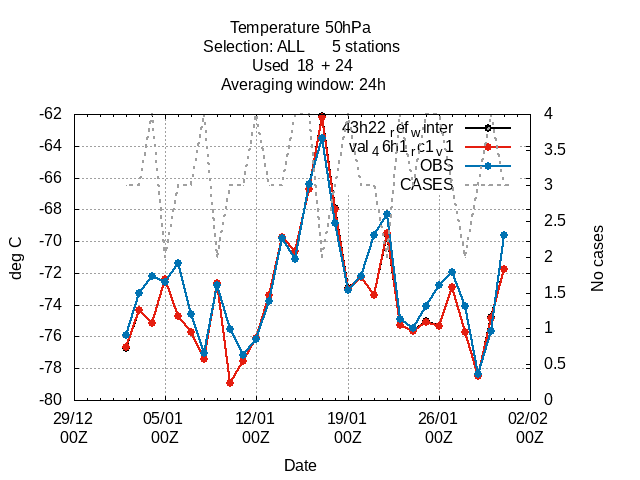 Temperature 50hPa
Selection: ALL 5 stations
Used 18 + 24
Averaging window: 24h
43h22 refwinter
val46h1rc1v1
OBS
CASES
-62
-64
-66
-68
-70
-72
-74
-76
-78
-80
deg C
4
3.5
3
2.5
2
1.5
1
0.5
0
No cases
29/12 05/01 12/01 19/01 26/01 02/02
00Z 00Z 00Z 00Z 00Z 00Z
Date